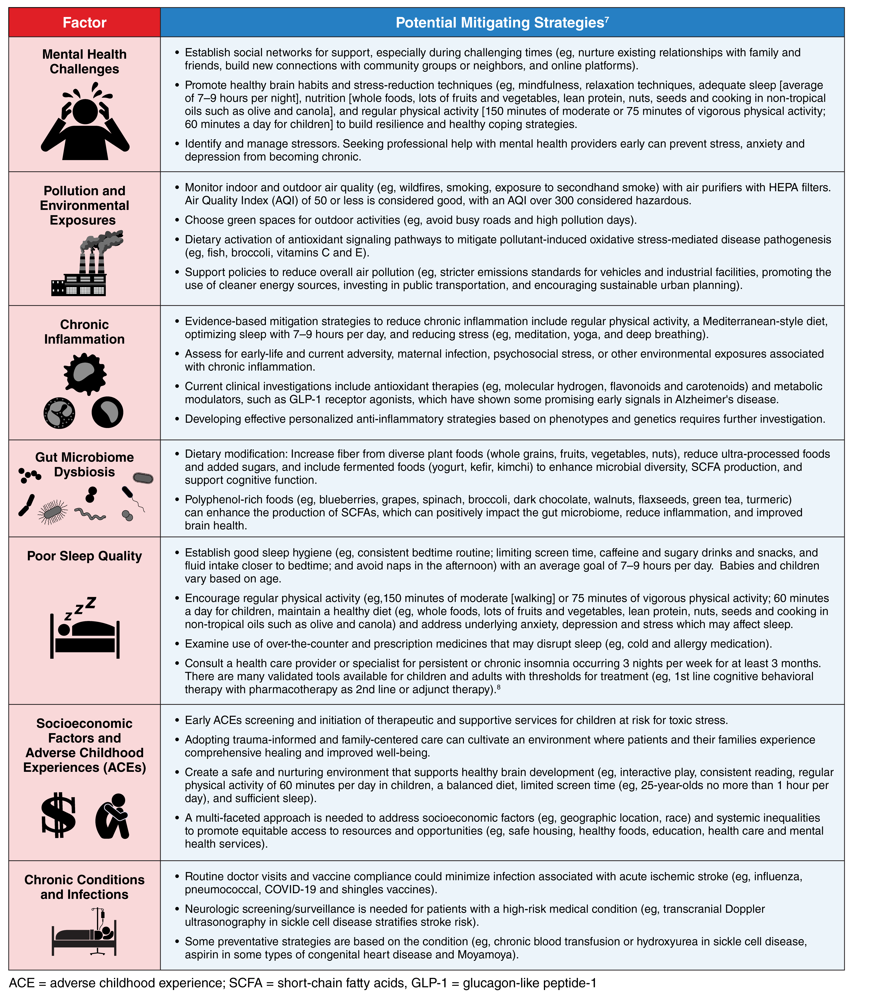 Factor
Potential Mitigating Strategies7
Mental Health
Challenges
• Establish social networks for support, especially during challenging times (eg, nurture existing relationships with family and
friends, build new connections with community groups or neighbors, and online platforms).
• Promote healthy brain habits and stress-reduction techniques (eg, mindfulness, relaxation techniques, adequate sleep [average
of 7–9 hours per night], nutrition [whole foods, lots of fruits and vegetables, lean protein, nuts, seeds and cooking in non-tropical
oils such as olive and canola], and regular physical activity [150 minutes of moderate or 75 minutes of vigorous physical activity;
60 minutes a day for children] to build resilience and healthy coping strategies.
• Identify and manage stressors. Seeking professional help with mental health providers early can prevent stress, anxiety and
depression from becoming chronic.
Pollution and
Environmental
Exposures
• Monitor indoor and outdoor air quality (eg, wildfires, smoking, exposure to secondhand smoke) with air purifiers with HEPA filters.
Air Quality Index (AQI) of 50 or less is considered good, with an AQI over 300 considered hazardous.
• Choose green spaces for outdoor activities (eg, avoid busy roads and high pollution days).
• Dietary activation of antioxidant signaling pathways to mitigate pollutant-induced oxidative stress-mediated disease pathogenesis
(eg, fish, broccoli, vitamins C and E).
• Support policies to reduce overall air pollution (eg, stricter emissions standards for vehicles and industrial facilities, promoting the
use of cleaner energy sources, investing in public transportation, and encouraging sustainable urban planning).
Chronic
Inflammation
• Evidence-based mitigation strategies to reduce chronic inflammation include regular physical activity, a Mediterranean-style diet,
optimizing sleep with 7–9 hours per day, and reducing stress (eg, meditation, yoga, and deep breathing).
• Assess for early-life and current adversity, maternal infection, psychosocial stress, or other environmental exposures associated
with chronic inflammation.
• Current clinical investigations include antioxidant therapies (eg, molecular hydrogen, flavonoids and carotenoids) and metabolic
modulators, such as GLP-1 receptor agonists, which have shown some promising early signals in Alzheimer's disease.
• Developing effective personalized anti-inflammatory strategies based on phenotypes and genetics requires further investigation.
Gut Microbiome
Dysbiosis
• Dietary modification: Increase fiber from diverse plant foods (whole grains, fruits, vegetables, nuts), reduce ultra-processed foods
and added sugars, and include fermented foods (yogurt, kefir, kimchi) to enhance microbial diversity, SCFA production, and
support cognitive function.
• Polyphenol-rich foods (eg, blueberries, grapes, spinach, broccoli, dark chocolate, walnuts, flaxseeds, green tea, turmeric)
can enhance the production of SCFAs, which can positively impact the gut microbiome, reduce inflammation, and improved
brain health.
Poor Sleep Quality
z z z
• Establish good sleep hygiene (eg, consistent bedtime routine; limiting screen time, caffeine and sugary drinks and snacks, and
fluid intake closer to bedtime; and avoid naps in the afternoon) with an average goal of 7–9 hours per day. Babies and children
vary based on age.
• Encourage regular physical activity (eg,150 minutes of moderate [walking] or 75 minutes of vigorous physical activity; 60 minutes
a day for children, maintain a healthy diet (eg, whole foods, lots of fruits and vegetables, lean protein, nuts, seeds and cooking in
non-tropical oils such as olive and canola) and address underlying anxiety, depression and stress which may affect sleep.
• Examine use of over-the-counter and prescription medicines that may disrupt sleep (eg, cold and allergy medication).
• Consult a health care provider or specialist for persistent or chronic insomnia occurring 3 nights per week for at least 3 months.
There are many validated tools available for children and adults with thresholds for treatment (eg, 1st line cognitive behavioral
therapy with pharmacotherapy as 2nd line or adjunct therapy).8
Socioeconomic
Factors and
Adverse Childhood
Experiences (ACEs)
$
• Early ACEs screening and initiation of therapeutic and supportive services for children at risk for toxic stress.
• Adopting trauma-informed and family-centered care can cultivate an environment where patients and their families experience
comprehensive healing and improved well-being.
• Create a safe and nurturing environment that supports healthy brain development (eg, interactive play, consistent reading, regular
physical activity of 60 minutes per day in children, a balanced diet, limited screen time (eg, 25-year-olds no more than 1 hour per
day), and sufficient sleep).
• A multi-faceted approach is needed to address socioeconomic factors (eg, geographic location, race) and systemic inequalities
to promote equitable access to resources and opportunities (eg, safe housing, healthy foods, education, health care and mental
health services).
Chronic Conditions
and Infections
• Routine doctor visits and vaccine compliance could minimize infection associated with acute ischemic stroke (eg, influenza,
pneumococcal, COVID-19 and shingles vaccines).
• Neurologic screening/surveillance is needed for patients with a high-risk medical condition (eg, transcranial Doppler
ultrasonography in sickle cell disease stratifies stroke risk).
• Some preventative strategies are based on the condition (eg, chronic blood transfusion or hydroxyurea in sickle cell disease,
aspirin in some types of congenital heart disease and Moyamoya).
ACE = adverse childhood experience; SCFA = short-chain fatty acids, GLP-1 = glucagon-like peptide-1